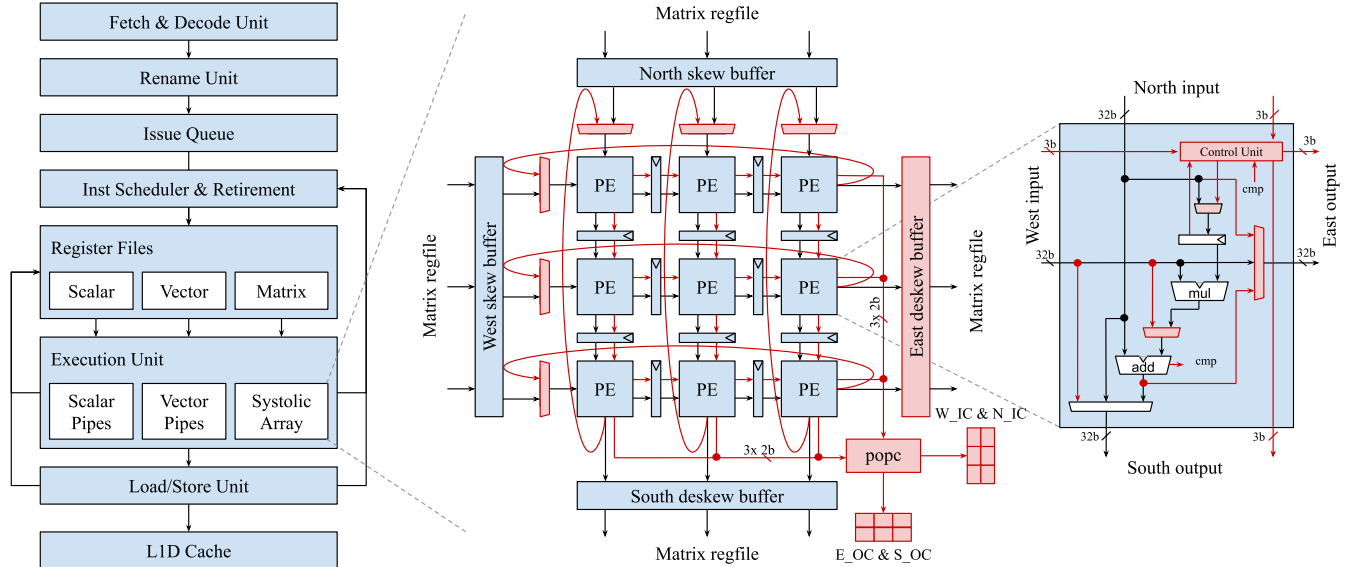 Fetch & Decode Unit
Rename Unit
Issue Queue
Inst Scheduler & Retirement
Register Files
Scalar
Vector
Matrix
Execution Unit
Scalar
Pipes
Vector
Pipes
Systolic
Array
Load/Store Unit
L1D Cache
Matrix regfile
North skew buffer
Matrix regfile
West skew buffer
PE
PE
PE
PE
PE
PE
PE
PE
PE
East deskew buffer
Matrix regfile
3x 2b
3x 2b
popc
W_IC & N_IC
E_OC & S_OC
South deskew buffer
Matrix regfile
North input
32b
3b
3b
Control Unit
3b
cmp
West input
East output
32b
32b
mul
add
cmp
32b
3b
South output